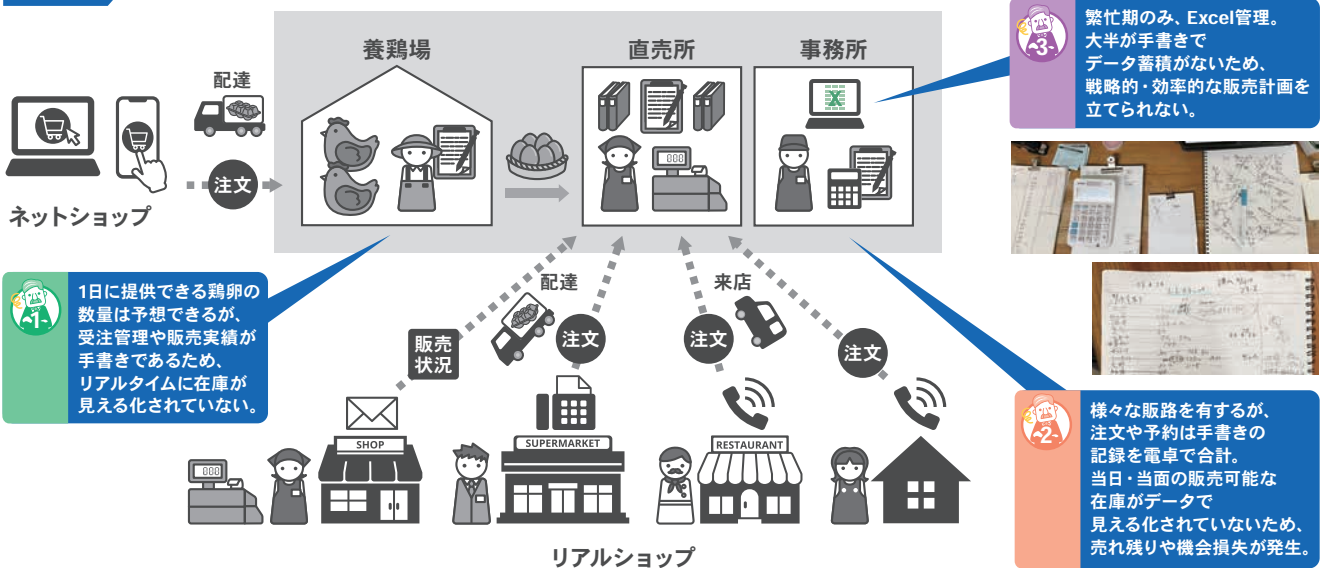 養鶏場
直売所
事務所
配達
注文
ネットショップ
000
~3~
繁忙期のみ、Excel管理。
大半が手書きで
データ蓄積がないため、
戦略的・効率的な販売計画を
立てられない。
~1~
1日に提供できる鶏卵の
数量は予想できるが、
受注管理や販売実績が
手書きであるため、
リアルタイムに在庫が
見える化されていない。
~2~
様々な販路を有するが、
注文や予約は手書きの
記録を電卓で合計。
当日・当面の販売可能な
在庫がデータで
見える化されていないため、
売れ残りや機会損失が発生。
販売
状況
配達
注文
来店
注文
注文
000
SHOP
SUPERMARKET
RESTAURANT
リアルショップ